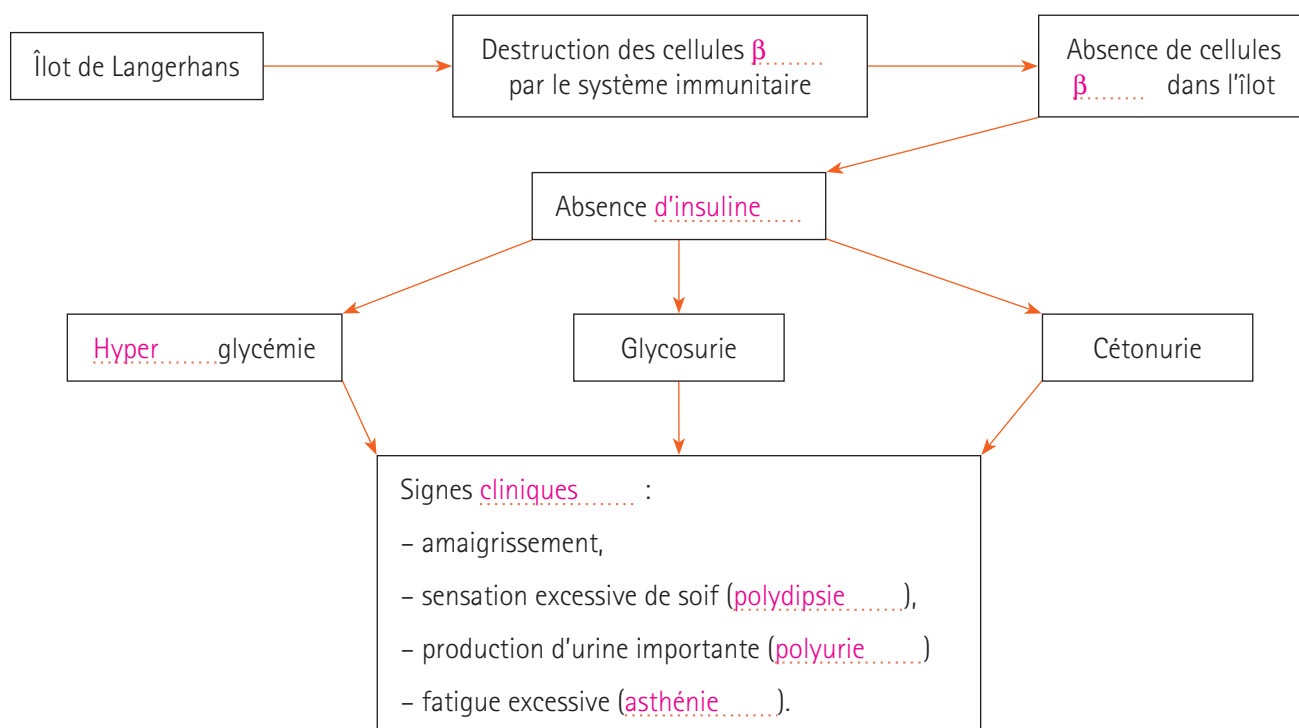 Îlot de Langerhans
Destruction des cellules β
par le système immunitaire
Absence de cellules
β dans l'îlot
Absence d'insuline
Hyper glycémie
Glycosurie
Cétonurie
Signes cliniques :
– amaigrissement,
– sensation excessive de soif (polydipsie),
– production d'urine importante (polyurie)
– fatigue excessive (asthénie).